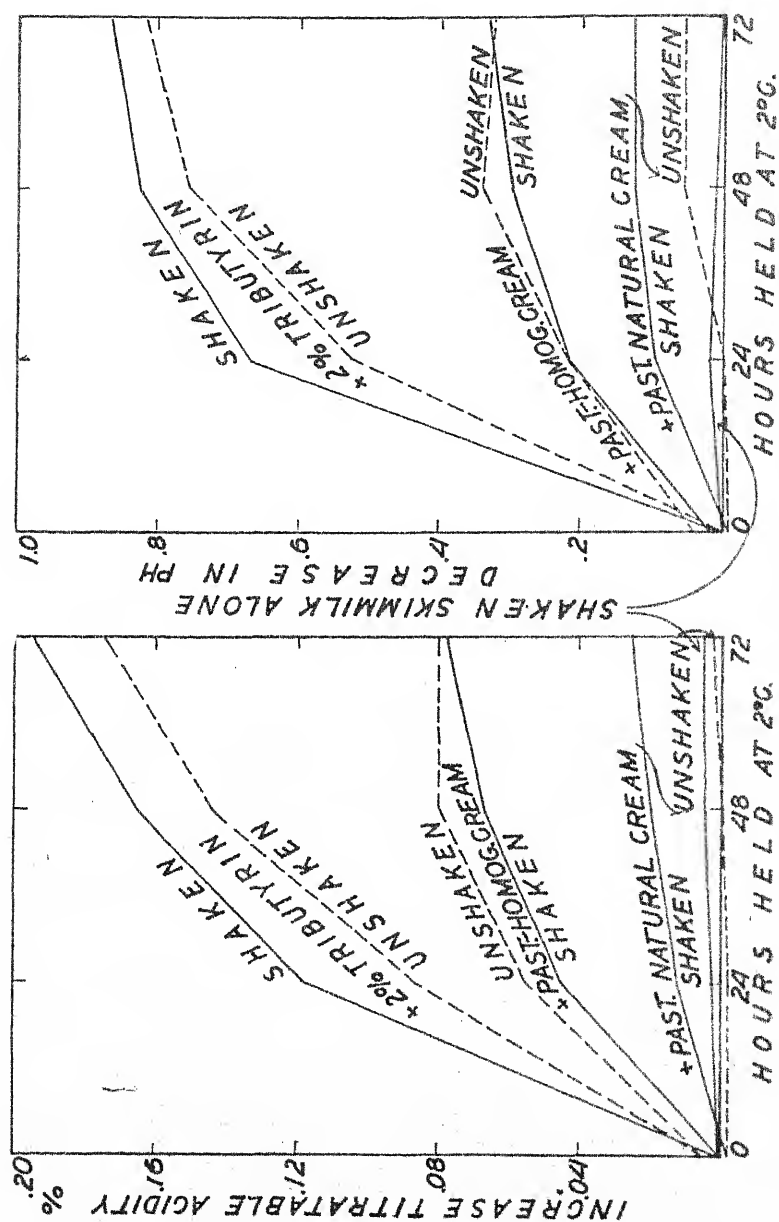 INCREASE TITRATABLE ACIDITY
%
.20
.16
.12
.08
.04
0
24
48
72
HOURS HELD AT 2°C.
SHAKEN
+2% TRIBUTYRIN
UNSHAKEN
UNSHAKEN
+PAST-HOMOG.CREAM
SHAKEN
+PAST. NATURAL CREAM
SHAKEN
UNSHAKEN
SHAKEN SKIMMILK ALONE
DECREASE IN PH
1.0
.8
.6
.4
.2
0
24
48
72
HOURS HELD AT 2°C.
SHAKEN
+2% TRIBUTYRIN
UNSHAKEN
+PAST-HOMOG.CREAM
UNSHAKEN
SHAKEN
+PAST. NATURAL CREAM
SHAKEN
UNSHAKEN